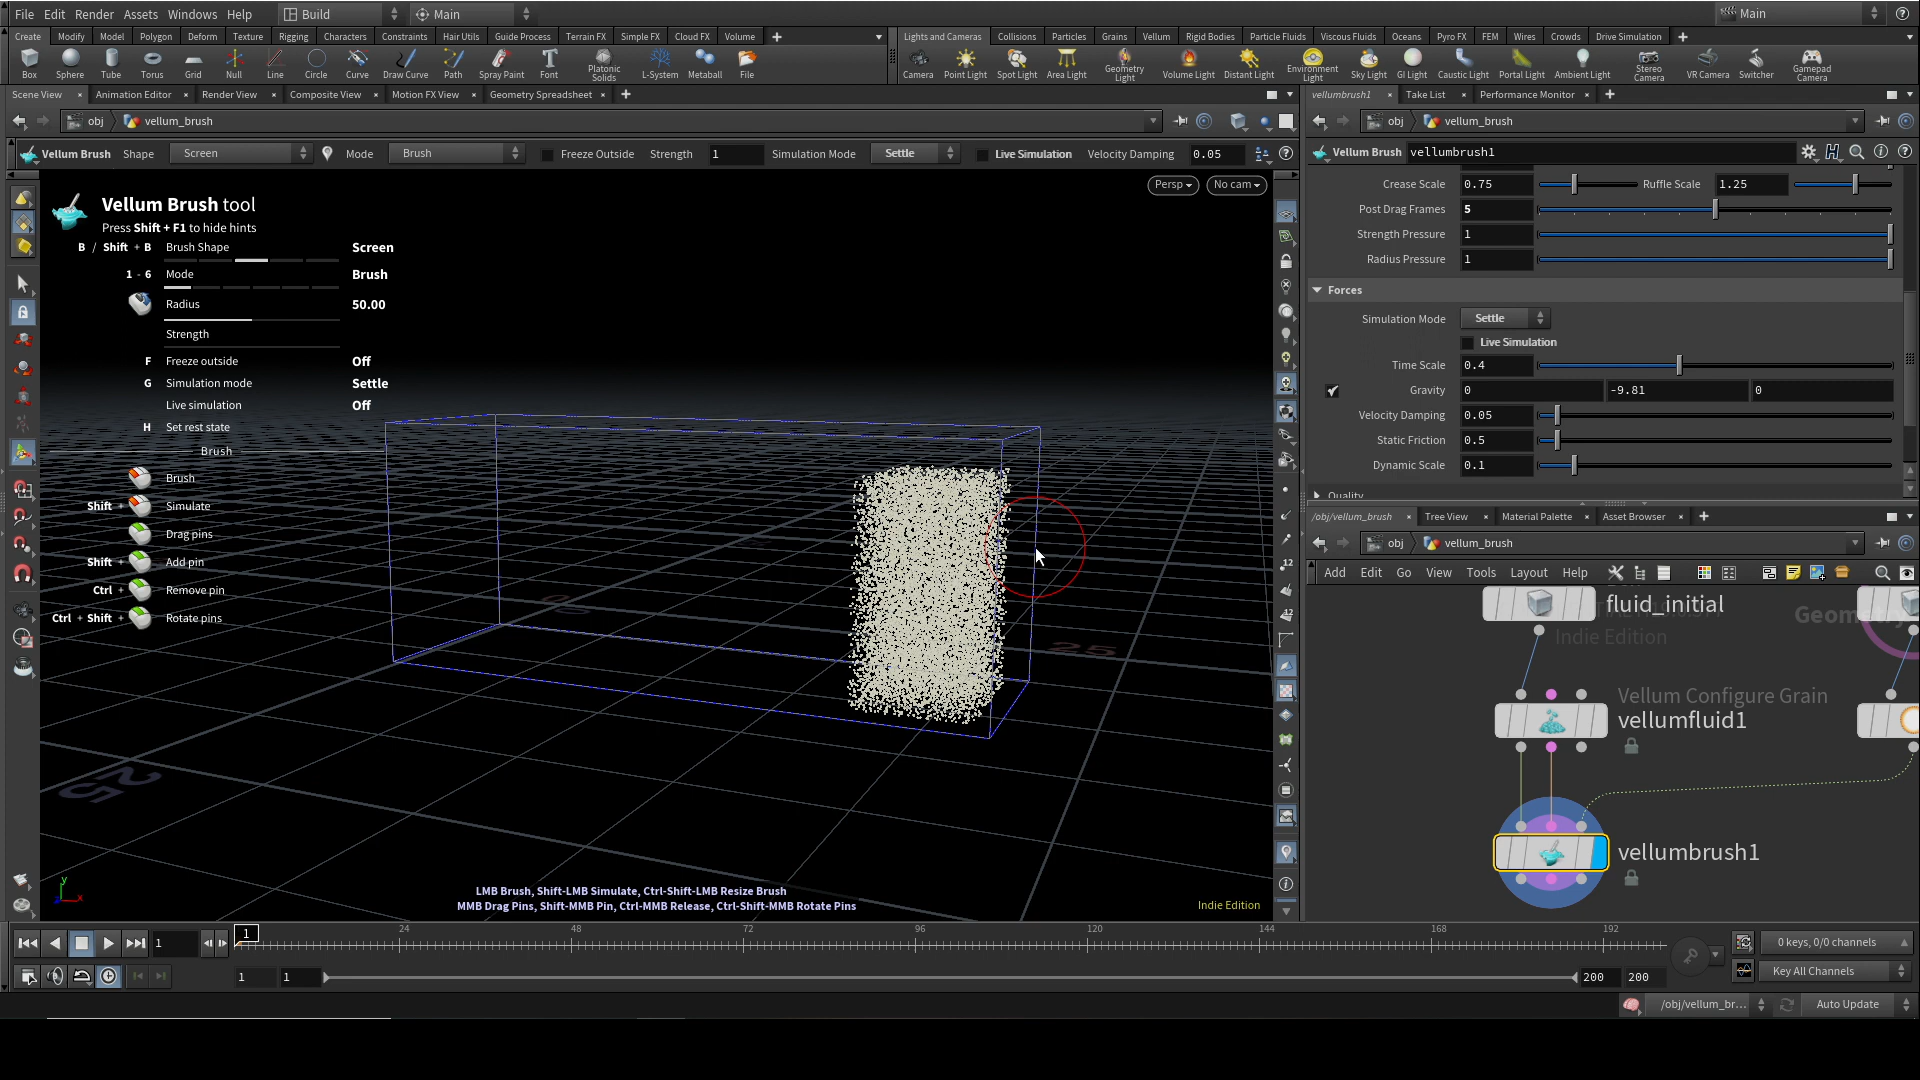 File Edit Render Assets Windows Help Build Main Main
Create Modify Model Polygon Deform Texture Rigging Characters Constraints Hair Utils Guide Process Terrain FX Simple FX Cloud FX Volume
Lights and Cameras Collisions Particles Grains Vellum Rigid Bodies Particle Fluids Viscous Fluids Oceans Pyro FX FEM Wires Crowds Drive Simulation
Box Sphere Tube Torus Grid Null Line Circle Curve Draw Curve Path Spray Paint Font Platonic Solids L-System Metaball File
Camera Point Light Spot Light Area Light Geometry Light Volume Light Distant Light Environment Light Sky Light GI Light Caustic Light Portal Light Ambient Light Stereo Camera VR Camera Switcher Gamepad Camera
Scene View Animation Editor Render View Composite View Motion FX View Geometry Spreadsheet
vellumbrush1 Take List Performance Monitor
obj vellum_brush
obj vellum_brush
Vellum Brush Shape Screen Mode Brush Freeze Outside Strength 1 Simulation Mode Settle Live Simulation Velocity Damping 0.05
Vellum Brush vellumbrush1
Persp No cam
Vellum Brush tool
Press Shift + F1 to hide hints
B / Shift + B Brush Shape Screen
1 - 6 Mode Brush
Radius 50.00
Strength
F Freeze outside Off
G Simulation mode Settle
Live simulation Off
H Set rest state
Brush
Brush
Shift + Simulate
Drag pins
Shift + Add pin
Ctrl + Remove pin
Ctrl + Shift + Rotate pins
25
25
LMB Brush, Shift-LMB Simulate, Ctrl-Shift-LMB Resize Brush
MMB Drag Pins, Shift-MMB Pin, Ctrl-MMB Release, Ctrl-Shift-MMB Rotate Pins
Indie Edition
Crease Scale 0.75 Ruffle Scale 1.25
Post Drag Frames 5
Strength Pressure 1
Radius Pressure 1
Forces
Simulation Mode Settle
Live Simulation
Time Scale 0.4
Gravity 0 -9.81 0
Velocity Damping 0.05
Static Friction 0.5
Dynamic Scale 0.1
Quality
/obj/vellum_brush Tree View Material Palette Asset Browser
obj vellum_brush
Add Edit Go View Tools Layout Help
fluid_initial
Indie Edition
Geometry
Vellum Configure Grain
vellumfluid1
vellumbrush1
1 1 24 48 72 96 120 144 168 192
0 keys, 0/0 channels
1 1 200 200
Key All Channels
/obj/vellum_br... Auto Update